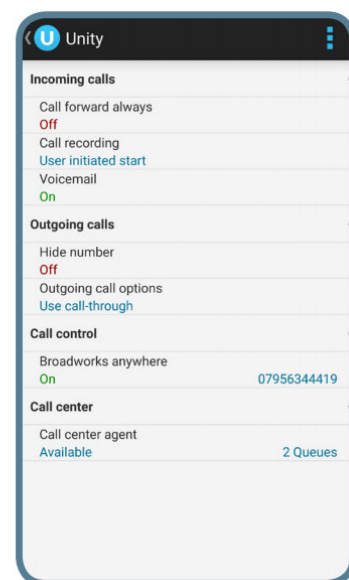 U Unity
Incoming calls
Call forward always
Off
Call recording
User initiated start
Voicemail
On
Outgoing calls
Hide number
Off
Outgoing call options
Use call-through
Call control
Broadworks anywhere
On 07956344419
Call center
Call center agent
Available 2 Queues